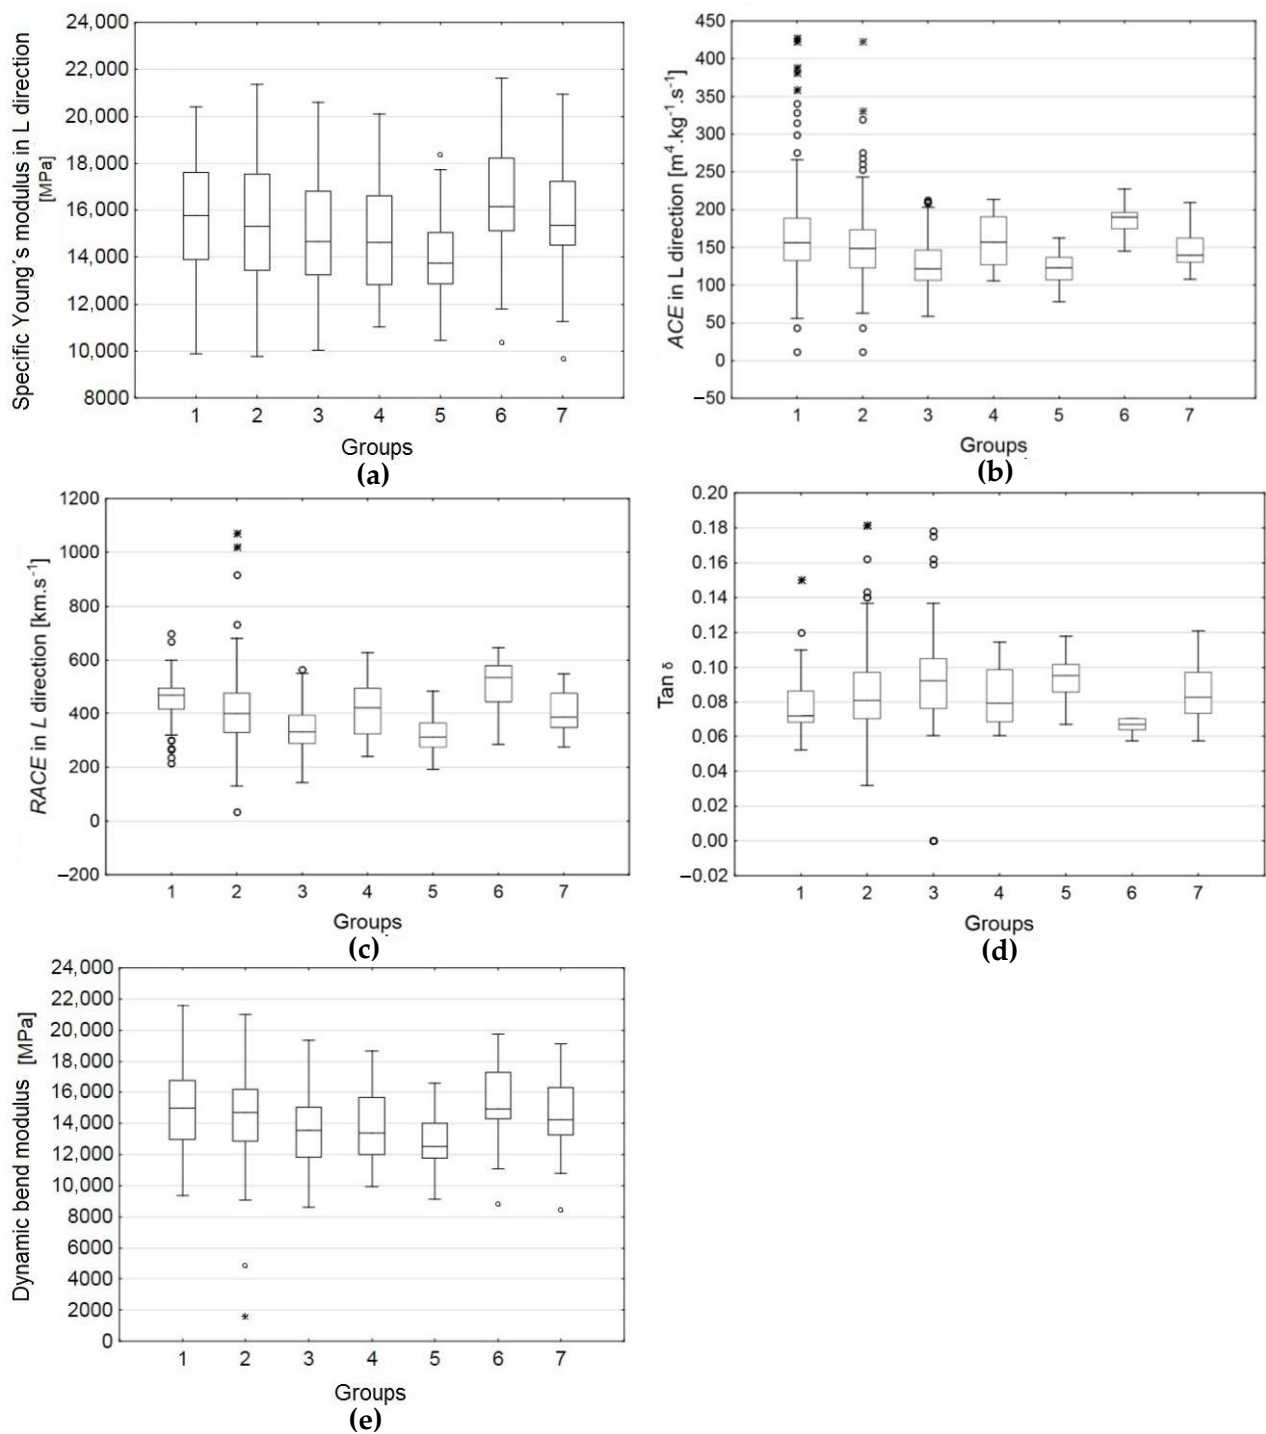 Specific Young´s modulus in L direction
[MPa]
24,000
22,000
20,000
18,000
16,000
14,000
12,000
10,000
8000
1 2 3 4 5 6 7
Groups
(a)
ACE in L direction [m4.kg-1.s-1]
450
400
350
300
250
200
150
100
50
0
–50
1 2 3 4 5 6 7
Groups
(b)
RACE in L direction [km.s-1]
1200
1000
800
600
400
200
0
–200
1 2 3 4 5 6 7
Groups
(c)
Tan δ
0.20
0.18
0.16
0.14
0.12
0.10
0.08
0.06
0.04
0.02
0.00
–0.02
1 2 3 4 5 6 7
Groups
(d)
Dynamic bend modulus [MPa]
24,000
22,000
20,000
18,000
16,000
14,000
12,000
10,000
8000
6000
4000
2000
0
1 2 3 4 5 6 7
Groups
(e)